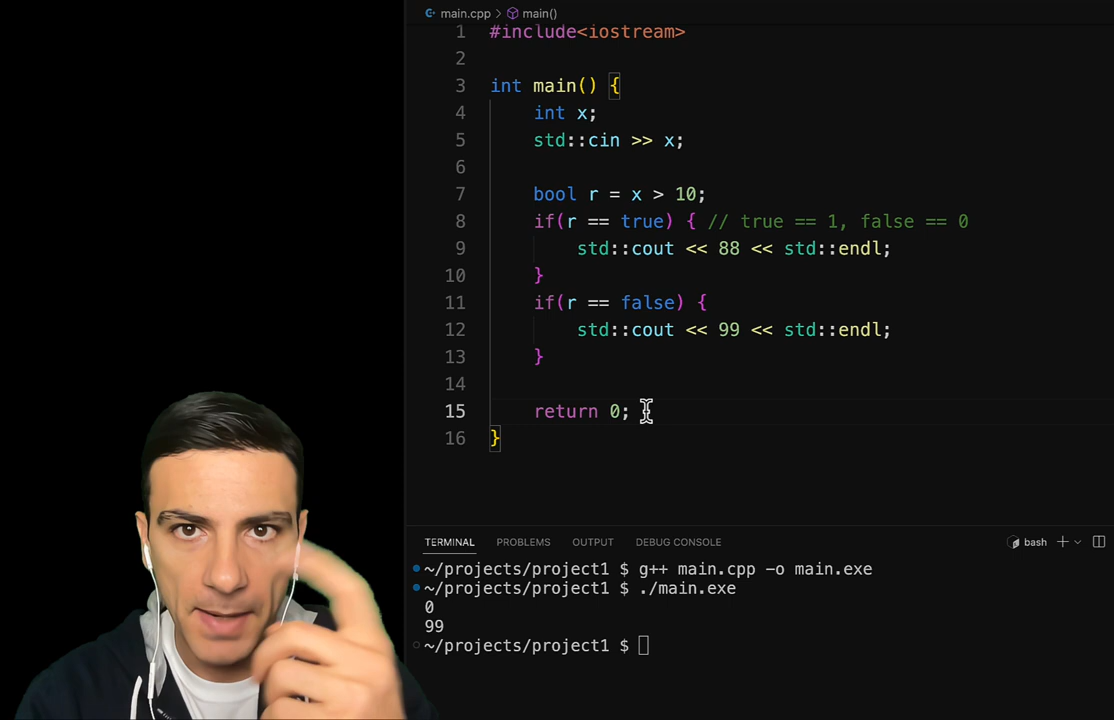 main.cpp > main()
1 #include<iostream>
2
3 int main() {
4 int x;
5 std::cin >> x;
6
7 bool r = x > 10;
8 if(r == true) { // true == 1, false == 0
9 std::cout << 88 << std::endl;
10 }
11 if(r == false) {
12 std::cout << 99 << std::endl;
13 }
14
15 return 0;
16 }
TERMINAL PROBLEMS OUTPUT DEBUG CONSOLE bash
~/projects/project1 $ g++ main.cpp -o main.exe
~/projects/project1 $ ./main.exe
0
99
~/projects/project1 $